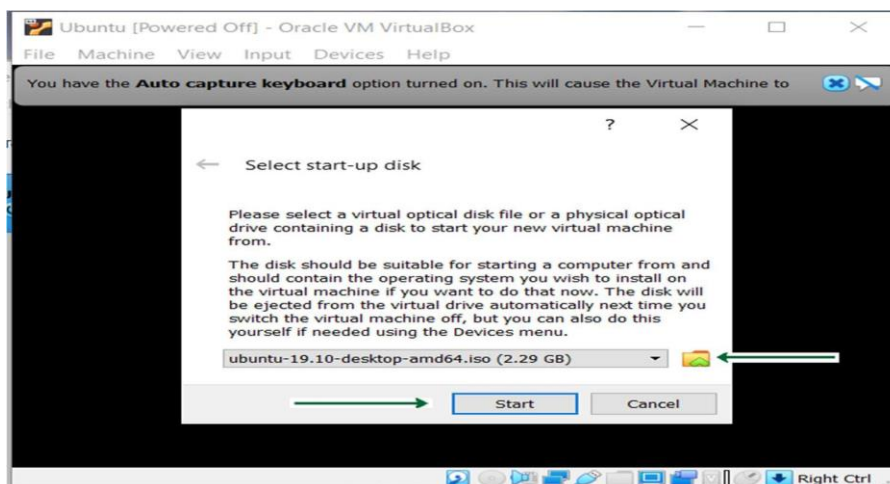 Ubuntu [Powered Off] - Oracle VM VirtualBox
File Machine View Input Devices Help
You have the Auto capture keyboard option turned on. This will cause the Virtual Machine to
?
Select start-up disk
Please select a virtual optical disk file or a physical optical
drive containing a disk to start your new virtual machine
from.
The disk should be suitable for starting a computer from and
should contain the operating system you wish to install on
the virtual machine if you want to do that now. The disk will
be ejected from the virtual drive automatically next time you
switch the virtual machine off, but you can also do this
yourself if needed using the Devices menu.
ubuntu-19.10-desktop-amd64.iso (2.29 GB)
Start Cancel
Right Ctrl